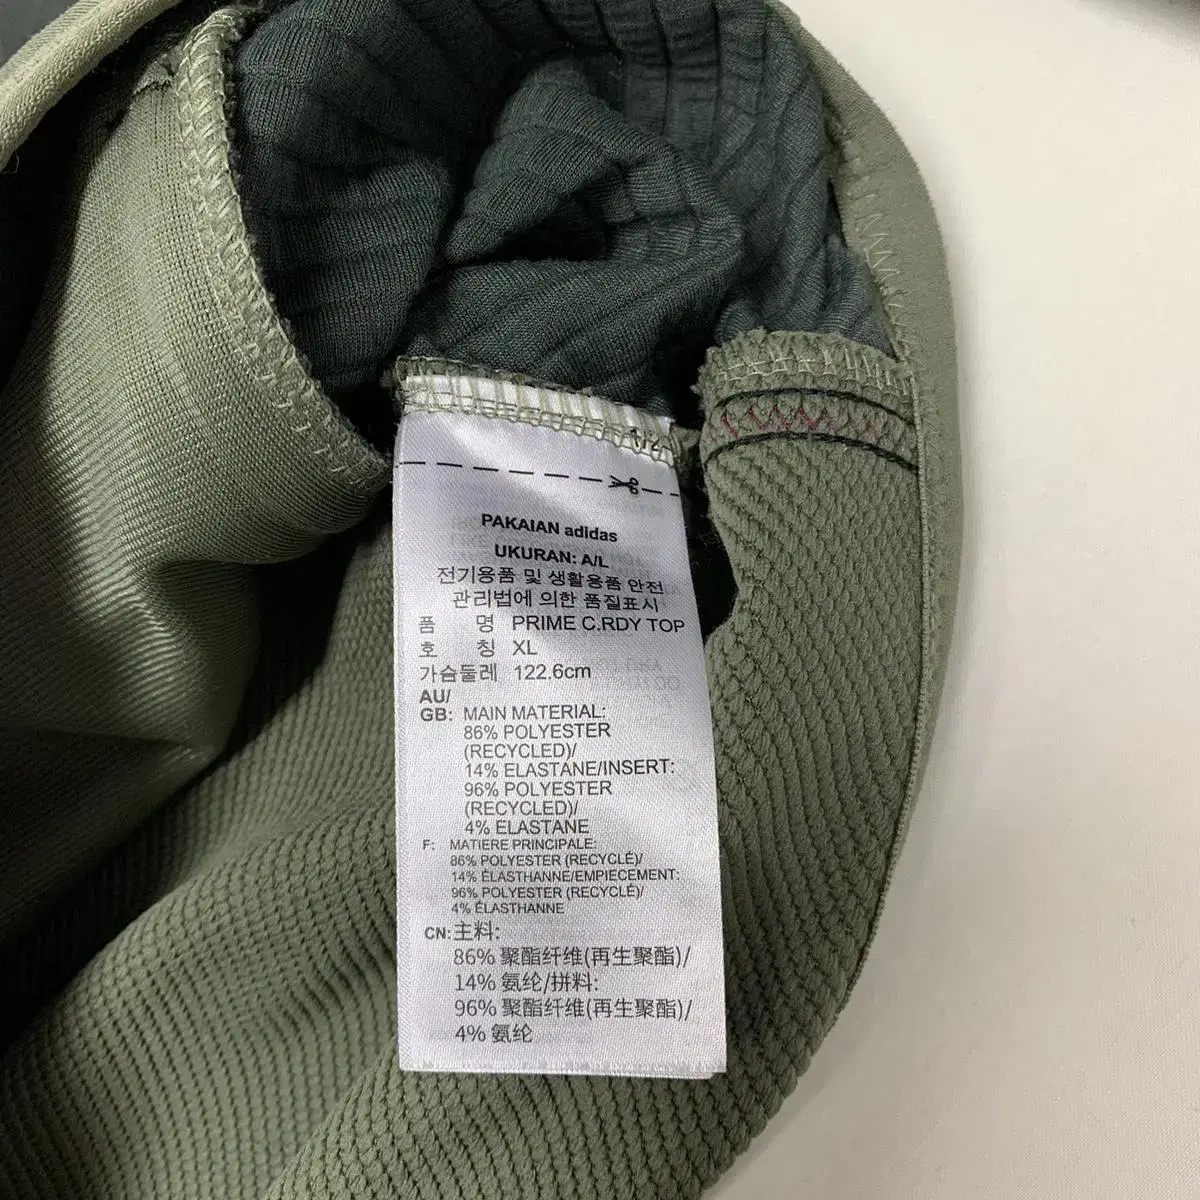 PAKAIAN adidas
UKURAN: A/L
전기용품 및 생활용품 안전
관리법에 의한 품질표시
품 명 PRIME C.RDY TOP
호 칭 XL
가슴둘레 122.6cm
AU/
GB: MAIN MATERIAL:
86% POLYESTER
(RECYCLED)/
14% ELASTANE/INSERT:
96% POLYESTER
(RECYCLED)/
4% ELASTANE
F: MATIERE PRINCIPALE:
86% POLYESTER (RECYCLÉ)/
14% ÉLASTHANNE/EMPIECEMENT:
96% POLYESTER (RECYCLÉ)/
4% ÉLASTHANNE
CN: 主料:
86% 聚酯纤维(再生聚酯)/
14% 氨纶/拼料:
96% 聚酯纤维(再生聚酯)/
4% 氨纶